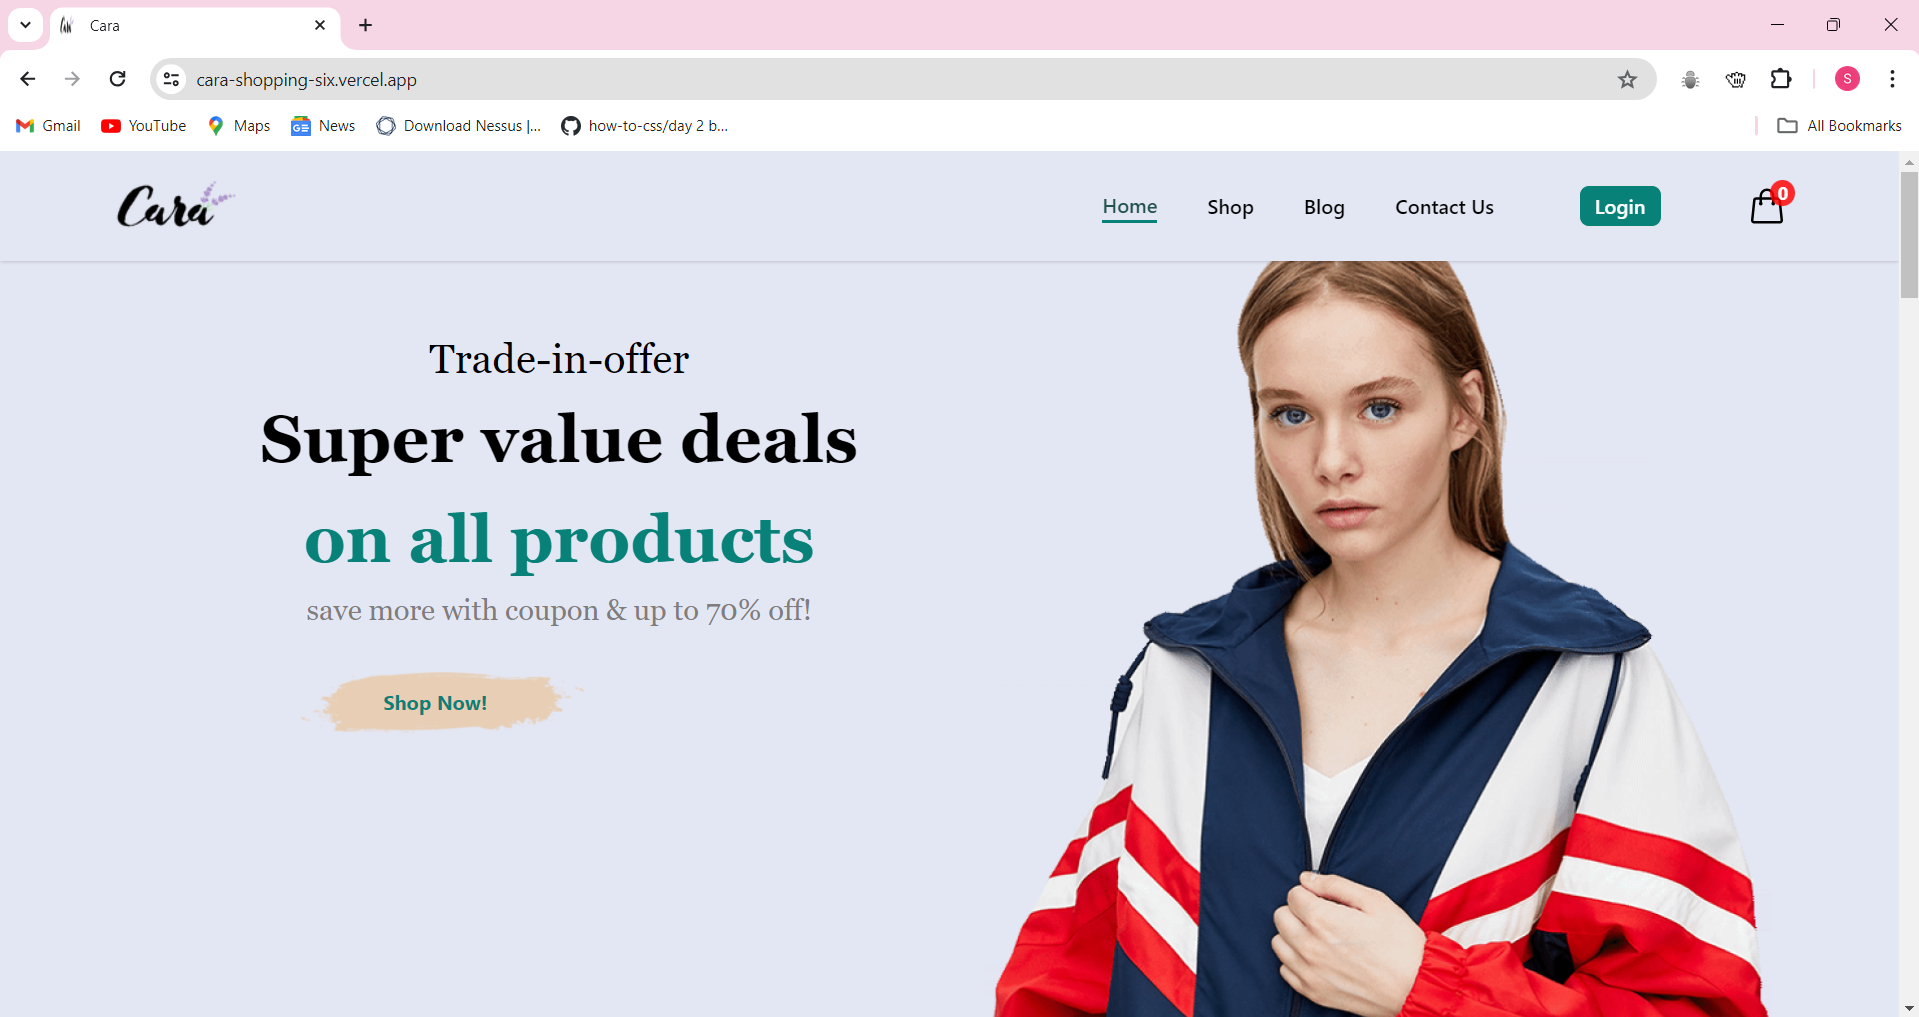 Cara
cara-shopping-six.vercel.app
S
Gmail YouTube Maps News Download Nessus |... how-to-css/day 2 b... All Bookmarks
Cara Home Shop Blog Contact Us Login 0
Trade-in-offer
Super value deals
on all products
save more with coupon & up to 70% off!
Shop Now!